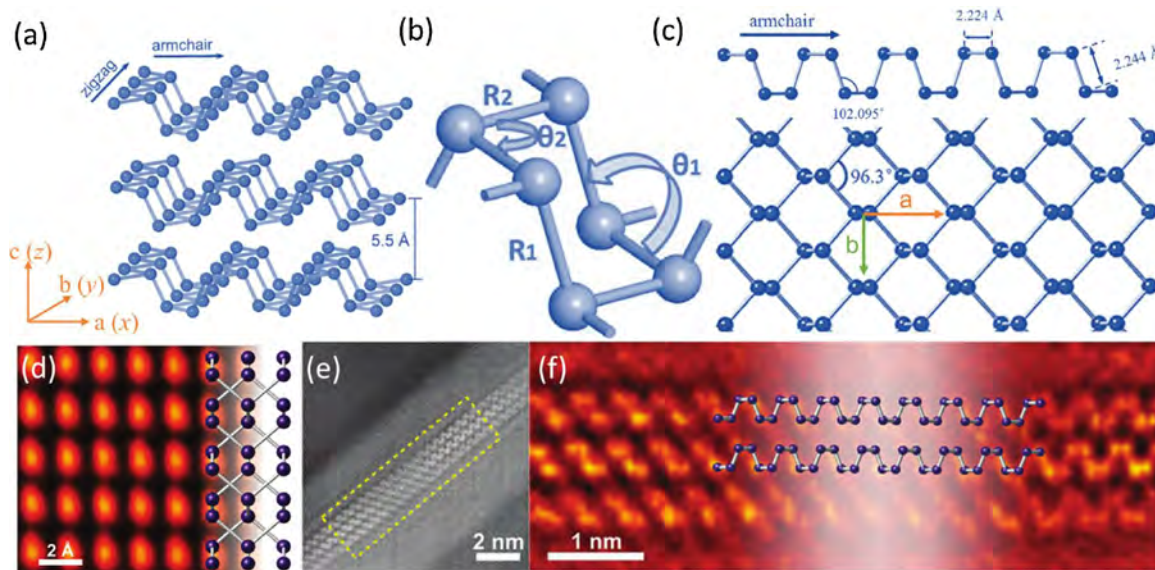 (a)
zigzag
armchair
5.5 Å
c (z)
b (y)
a (x)
(b)
R2
θ2
θ1
R1
(c)
armchair
2.224 Å
2.244 Å
102.095°
96.3°
a
b
(d)
2 Å
(e)
2 nm
(f)
1 nm